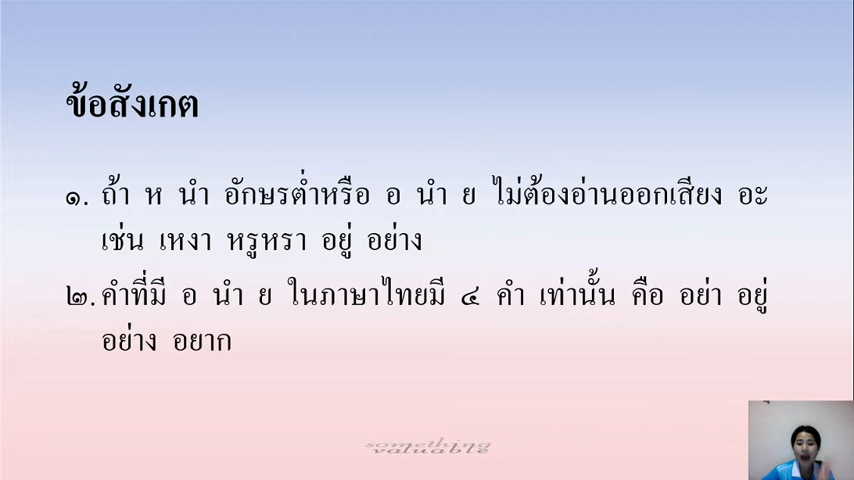 ข้อสังเกต
๑. ถ้า ห นำ อักษรต่ำหรือ อ นำ ย ไม่ต้องอ่านออกเสียง อะ
เช่น เหงา หรูหรา อยู่ อย่าง
๒. คำที่มี อ นำ ย ในภาษาไทยมี ๔ คำ เท่านั้น คือ อย่า อยู่
อย่าง อยาก
something
valuable